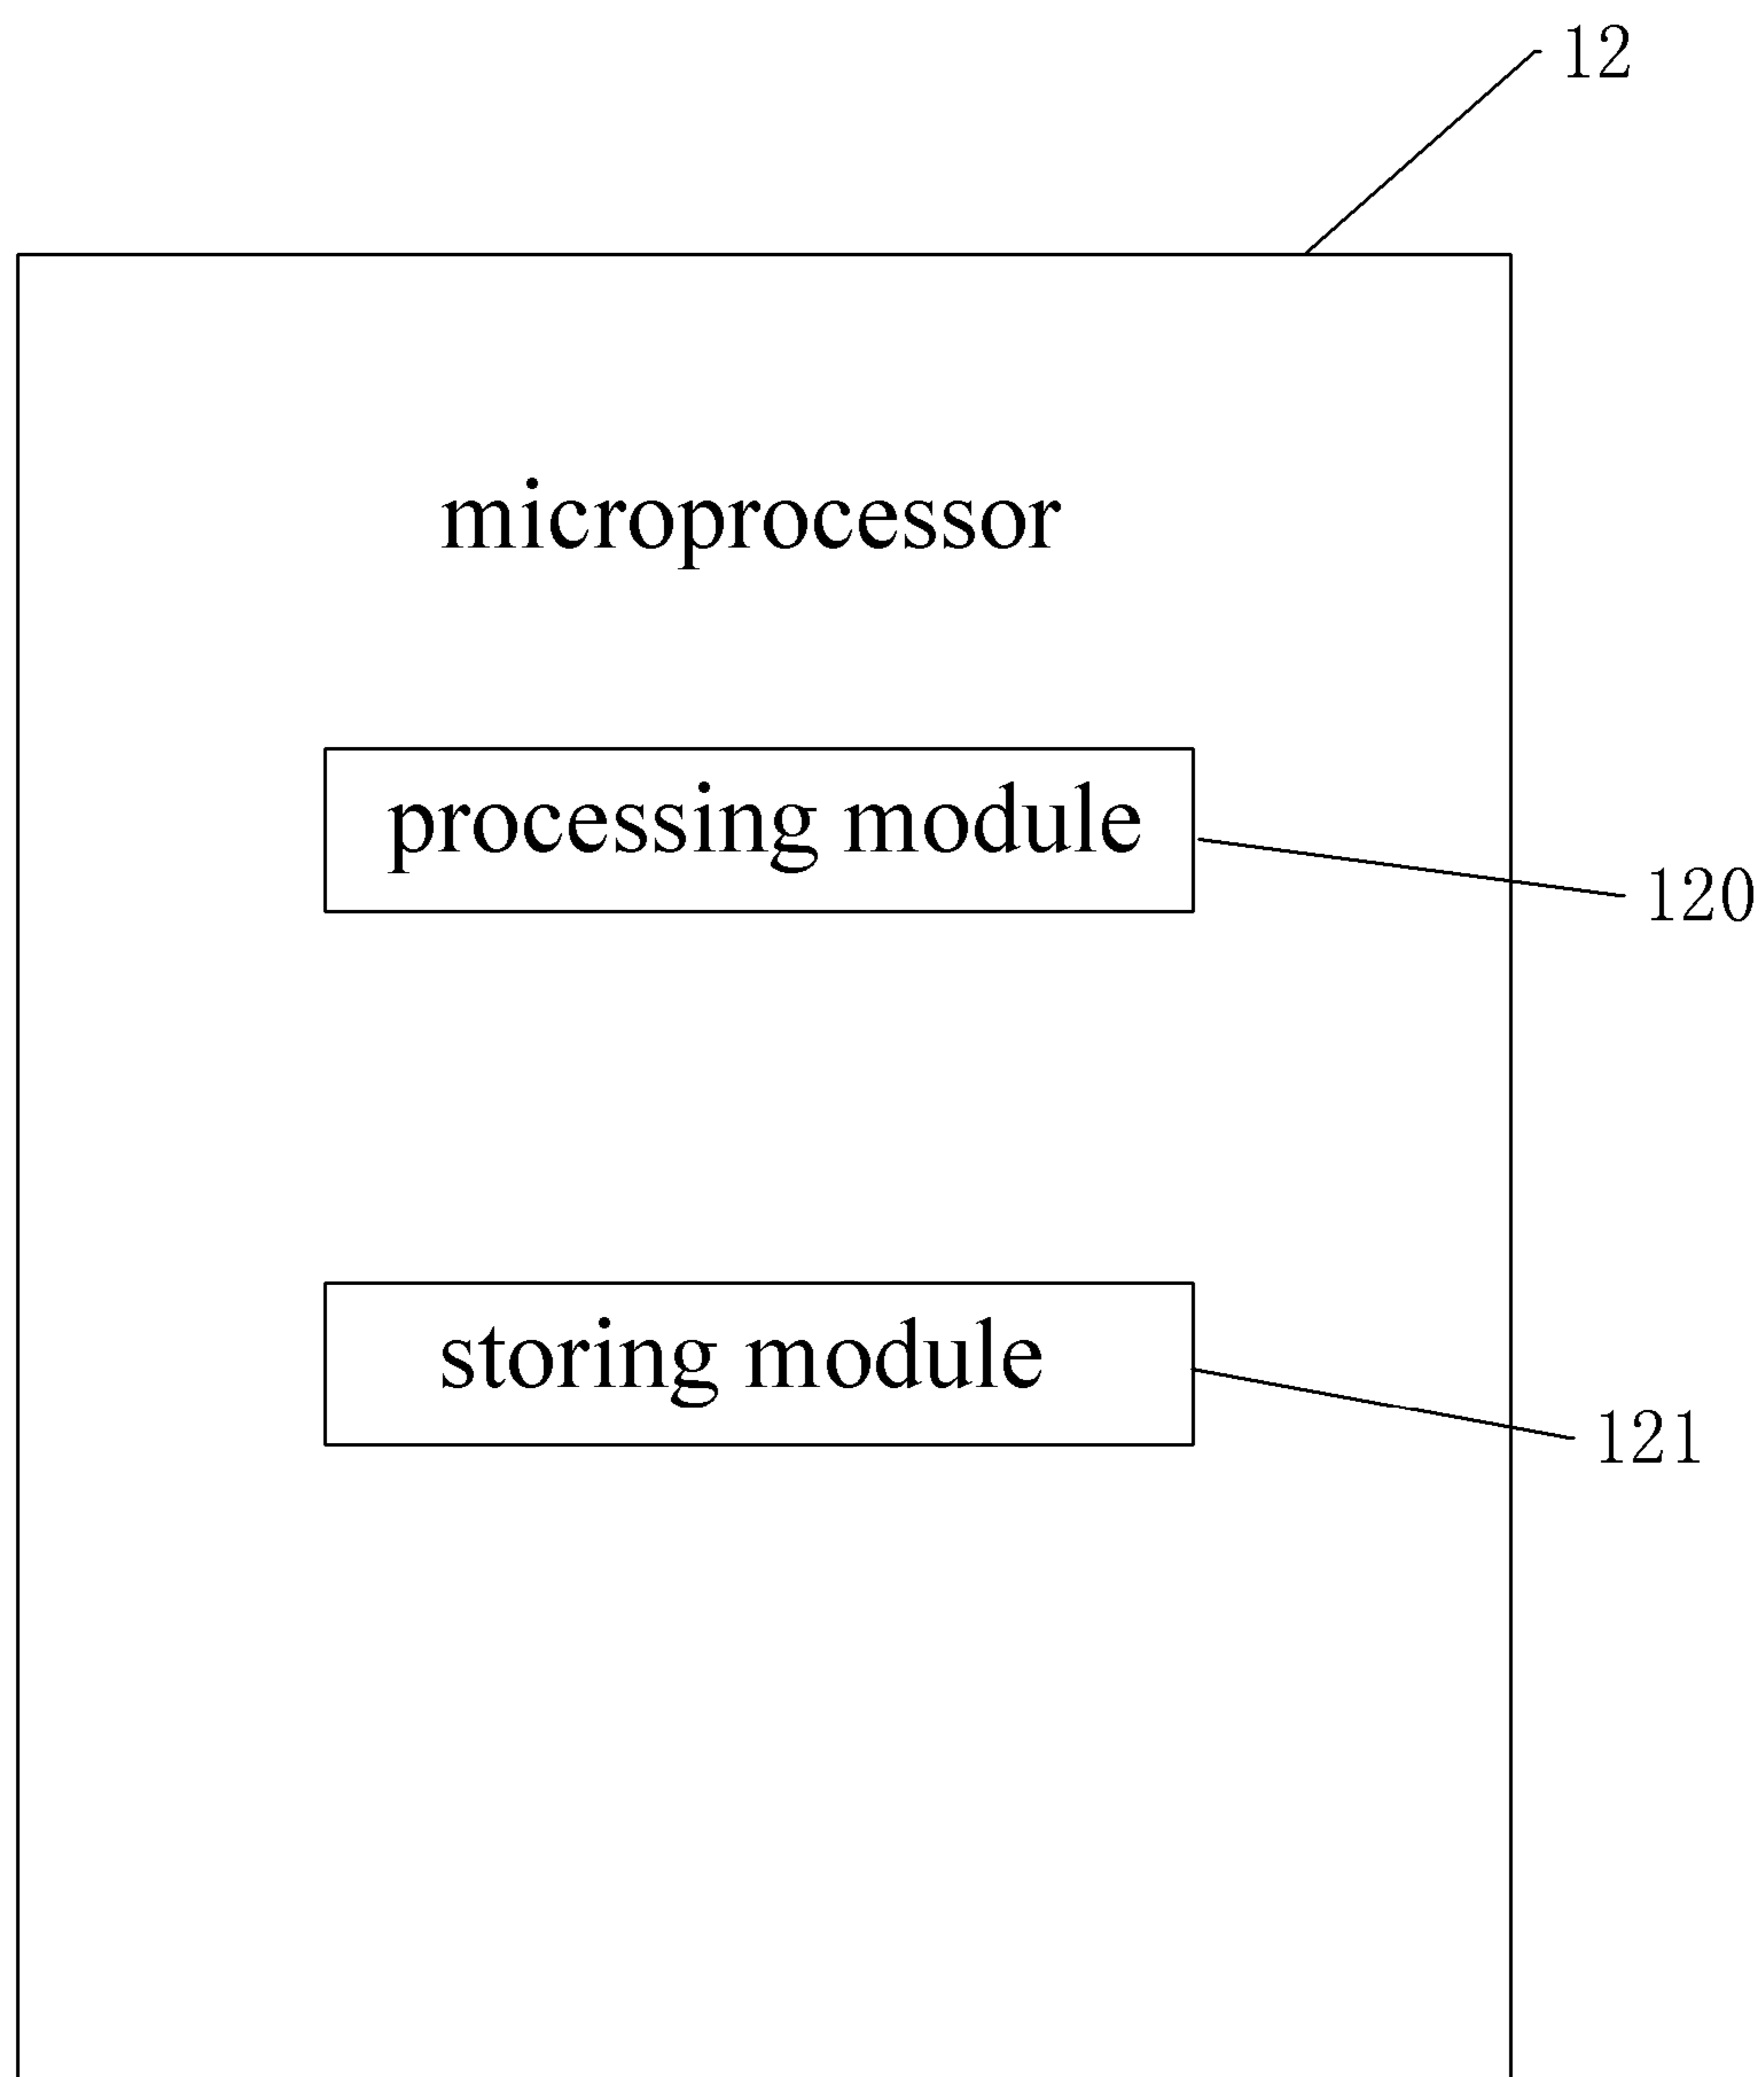 12
microprocessor
processing module
120
storing module
121